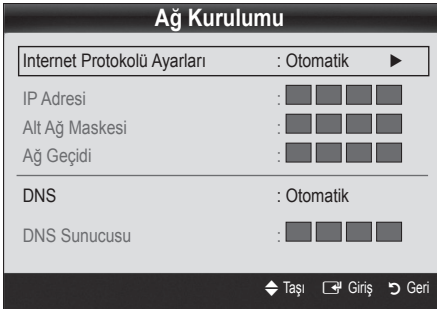 Ağ Kurulumu
Internet Protokolü Ayarları : Otomatik ►
IP Adresi :
Alt Ağ Maskesi :
Ağ Geçidi :
DNS : Otomatik
DNS Sunucusu :
Taşı Giriş Geri